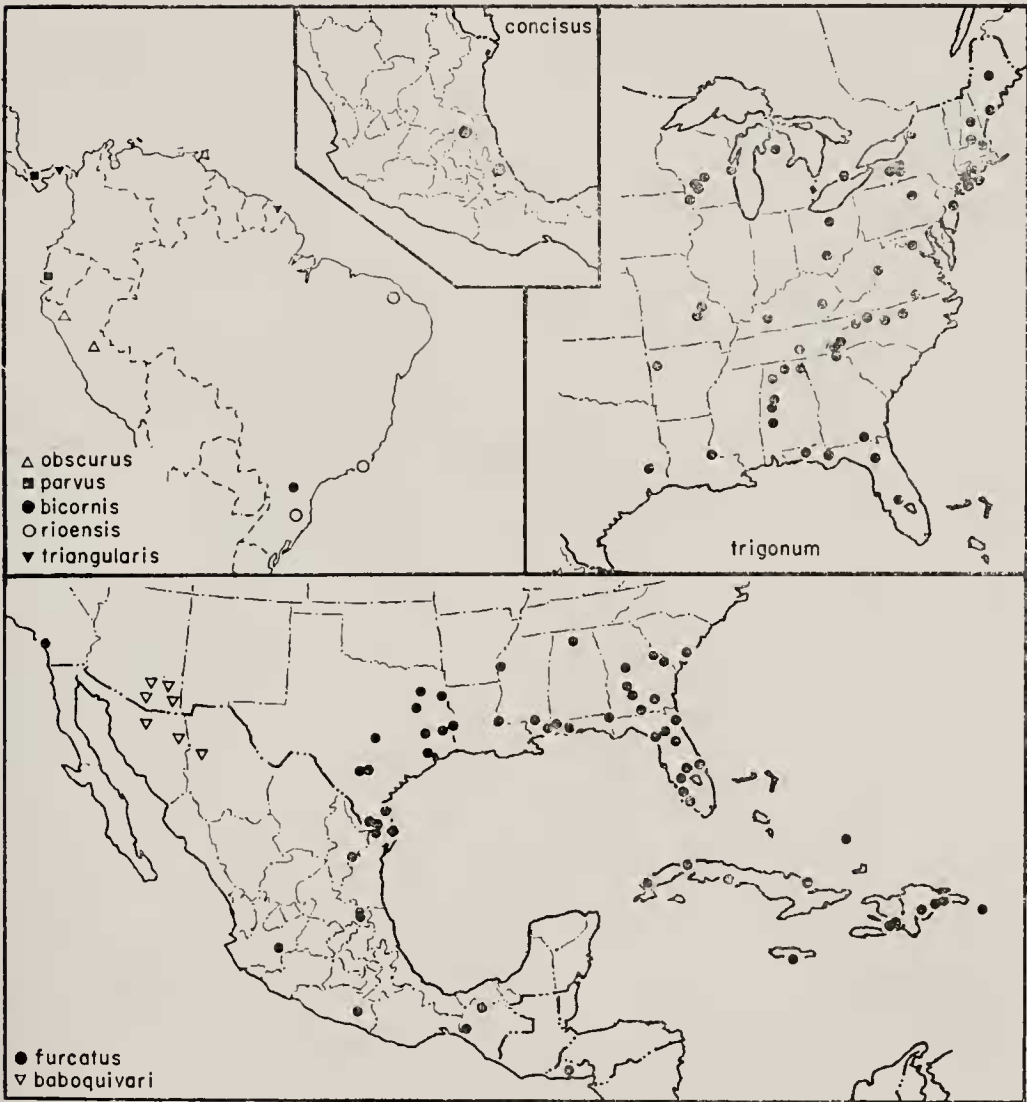 concisus
△ obscurus
■ parvus
● bicornis
○ rioensis
▼ triangularis
trigonum
● furcatus
▽ baboquivari